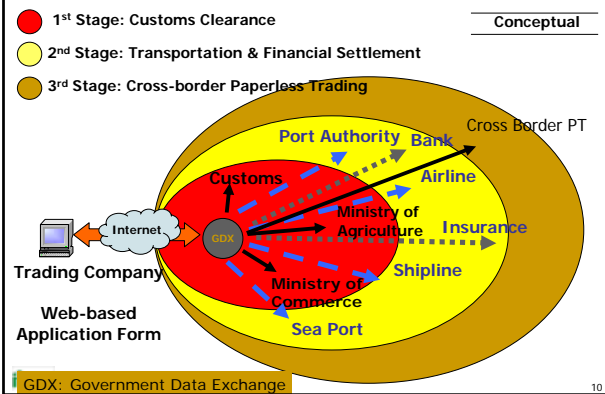 1st Stage: Customs Clearance
Conceptual
2nd Stage: Transportation & Financial Settlement
3rd Stage: Cross-border Paperless Trading
Cross Border PT
Port Authority
Bank
Airline
Customs
Ministry of
Agriculture
Insurance
Internet
GDX
Trading Company
Shipline
Ministry of
Commerce
Web-based
Application Form
Sea Port
GDX: Government Data Exchange
10